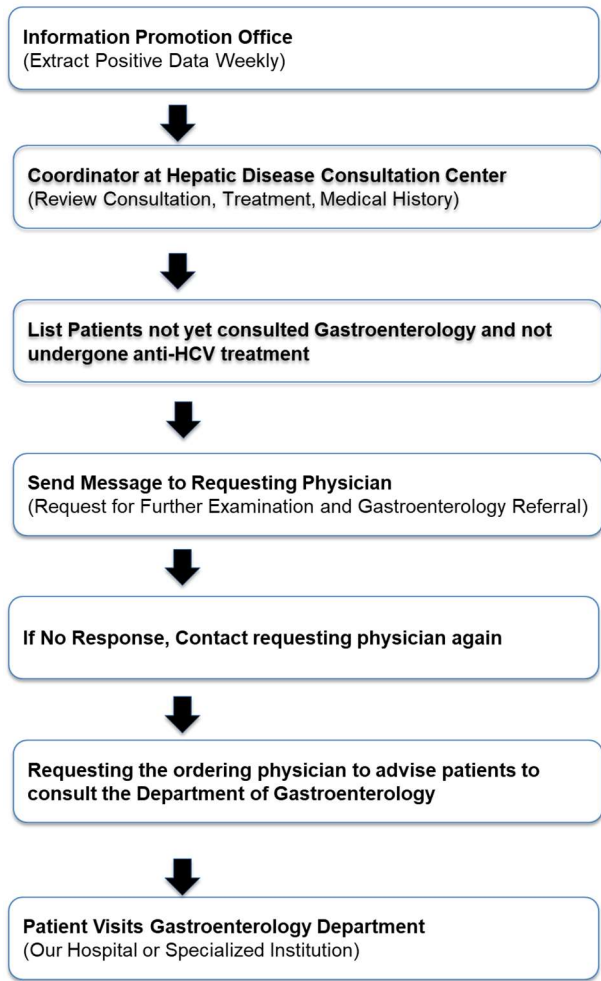 Information Promotion Office
(Extract Positive Data Weekly)
Coordinator at Hepatic Disease Consultation Center
(Review Consultation, Treatment, Medical History)
List Patients not yet consulted Gastroenterology and not
undergone anti-HCV treatment
Send Message to Requesting Physician
(Request for Further Examination and Gastroenterology Referral)
If No Response, Contact requesting physician again
Requesting the ordering physician to advise patients to
consult the Department of Gastroenterology
Patient Visits Gastroenterology Department
(Our Hospital or Specialized Institution)